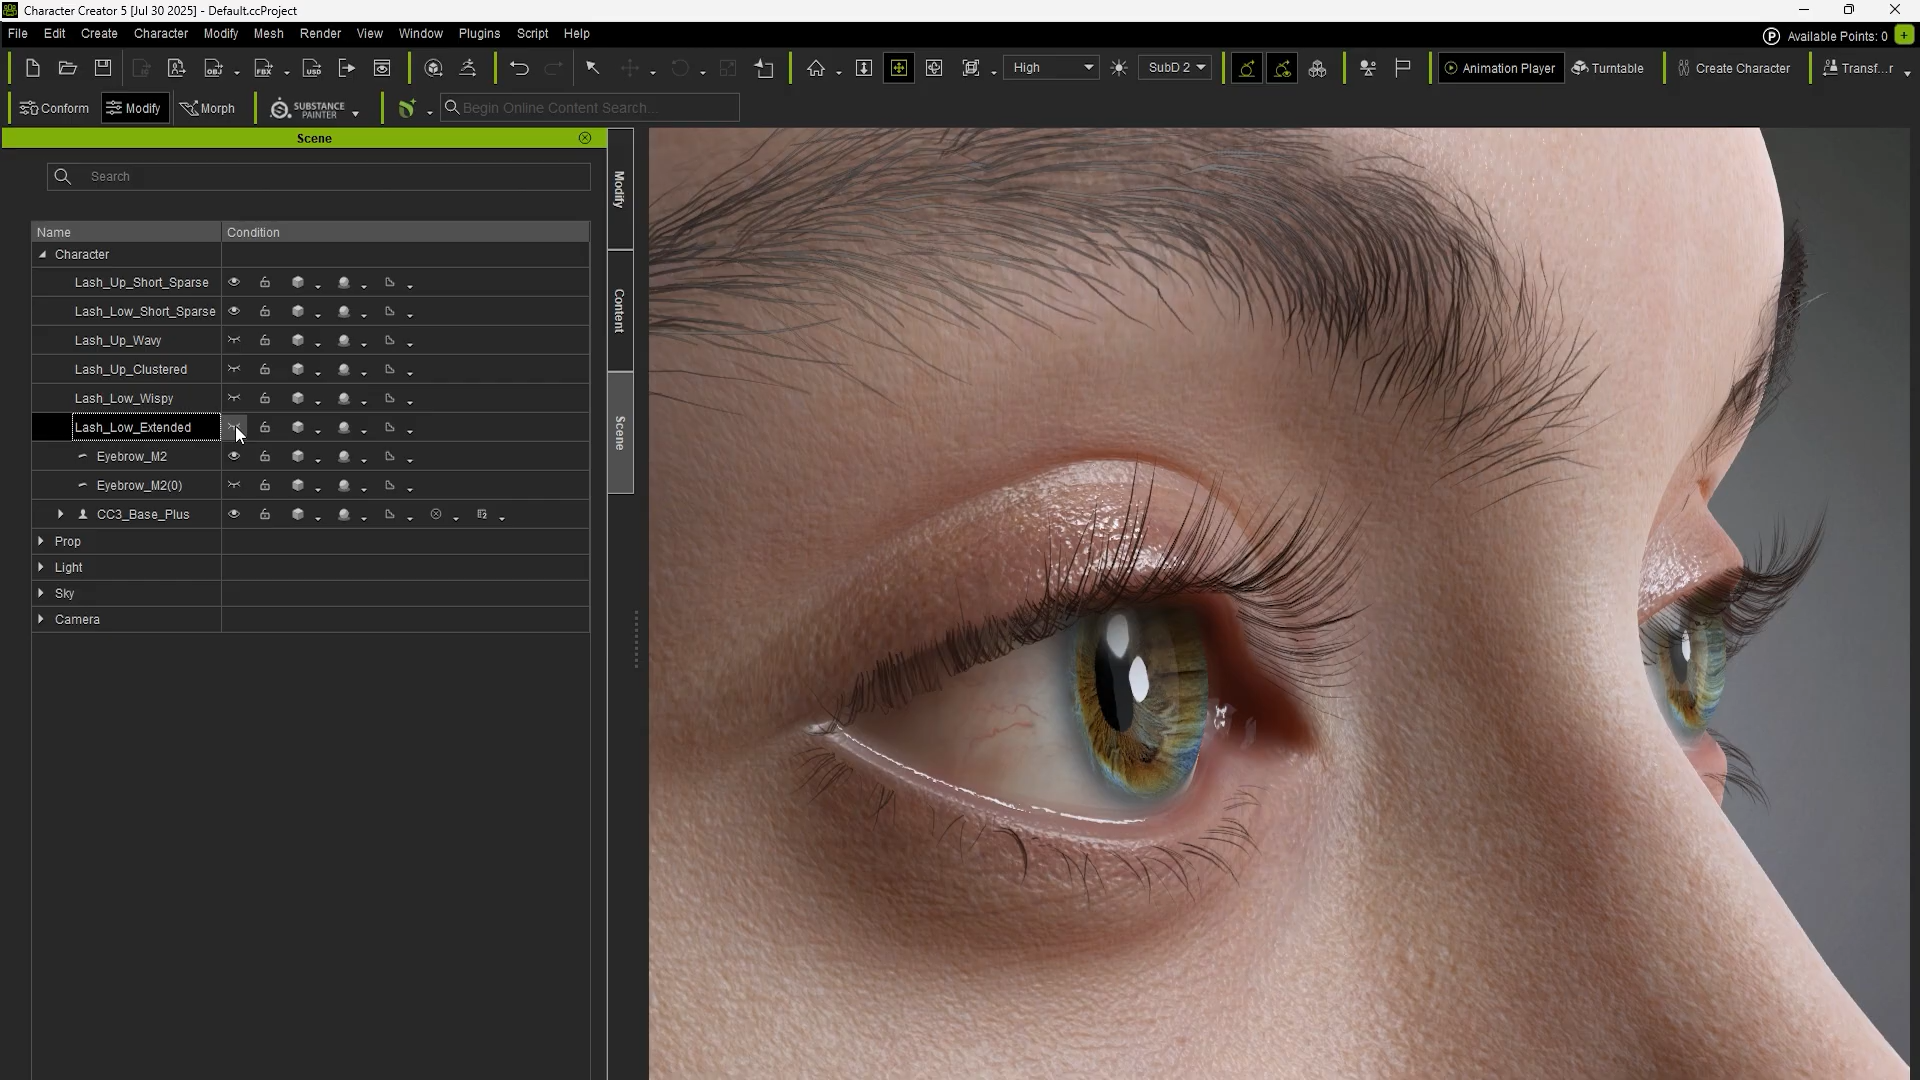 Character Creator 5 [Jul 30 2025] - Default.ccProject
File Edit Create Character Modify Mesh Render View Window Plugins Script Help
Available Points: 0
OBJ FBX USD High SubD 2 Animation Player Turntable Create Character Transf...r
Conform Modify Morph SUBSTANCE PAINTER Begin Online Content Search...
Scene
Search
Name Condition
Character
Lash_Up_Short_Sparse
Lash_Low_Short_Sparse
Lash_Up_Wavy
Lash_Up_Clustered
Lash_Low_Wispy
Lash_Low_Extended
Eyebrow_M2
Eyebrow_M2(0)
CC3_Base_Plus
Prop
Light
Sky
Camera
Modify
Content
Scene